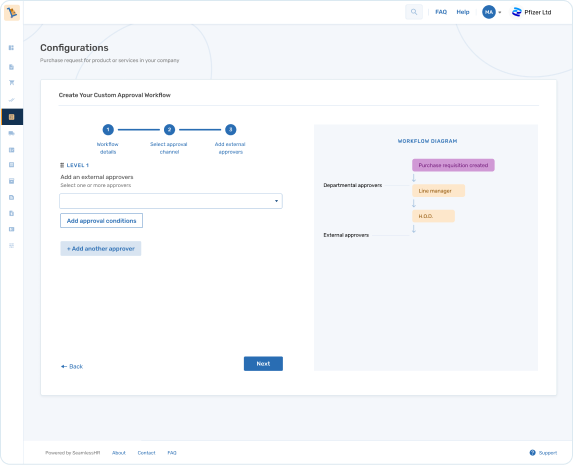 FAQ
Help
HA
Pfizer Ltd
Configurations
Purchase request for product or services in your company
Create Your Custom Approval Workflow
1
2
3
Workflow details
Select approval channel
Add external approvers
LEVEL 1
Add an external approvers
Select one or more approvers
Add approval conditions
+ Add another approver
Back
Next
WORKFLOW DIAGRAM
Purchase requisition created
Departmental approvers
Line manager
H.O.D.
External approvers
Powered by SeamlessHR
About
Contact
FAQ
Support